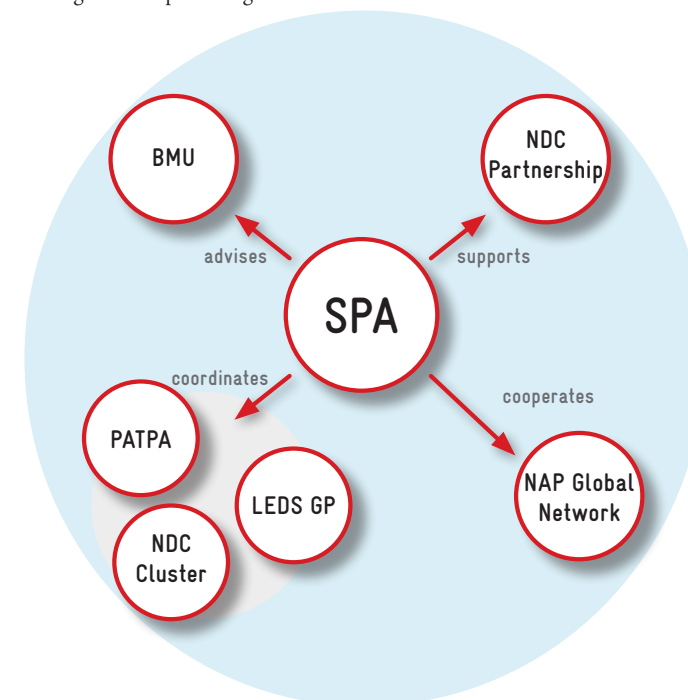 BMU
NDC
Partnership
advises
supports
SPA
coordinates
cooperates
PATPA
LEDS GP
NAP Global
Network
NDC
Cluster